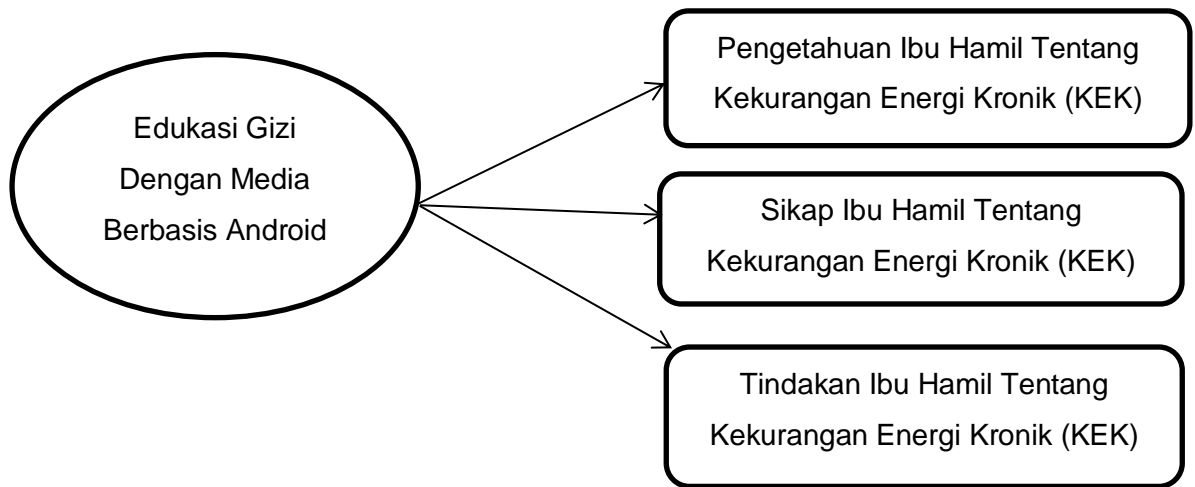 Edukasi Gizi
Dengan Media
Berbasis Android
Pengetahuan Ibu Hamil Tentang
Kekurangan Energi Kronik (KEK)
Sikap Ibu Hamil Tentang
Kekurangan Energi Kronik (KEK)
Tindakan Ibu Hamil Tentang
Kekurangan Energi Kronik (KEK)